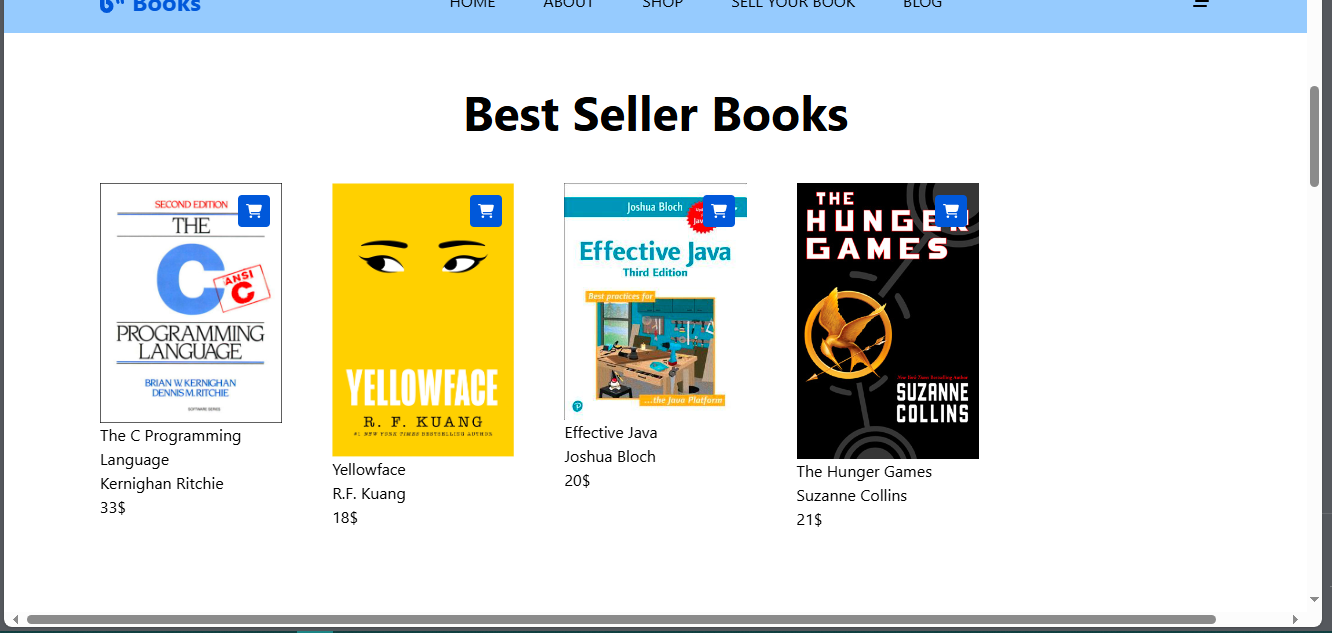 Books
HOME
ABOUT
SHOP
SELL YOUR BOOK
BLOG
Best Seller Books
SECOND EDITION
THE
C
ANSI
C
PROGRAMMING
LANGUAGE
BRIAN W. KERNIGHAN
DENNIS M. RITCHIE
SOFTWARE SERIES
The C Programming
Language
Kernighan Ritchie
33$
YELLOWFACE
R. F. KUANG
#1 NEW YORK TIMES BESTSELLING AUTHOR
Yellowface
R.F. Kuang
18$
Joshua Bloch
Effective Java
Third Edition
Best practices for
...the Java Platform
Effective Java
Joshua Bloch
20$
THE
HUNGER
GAMES
SUZANNE
COLLINS
The Hunger Games
Suzanne Collins
21$